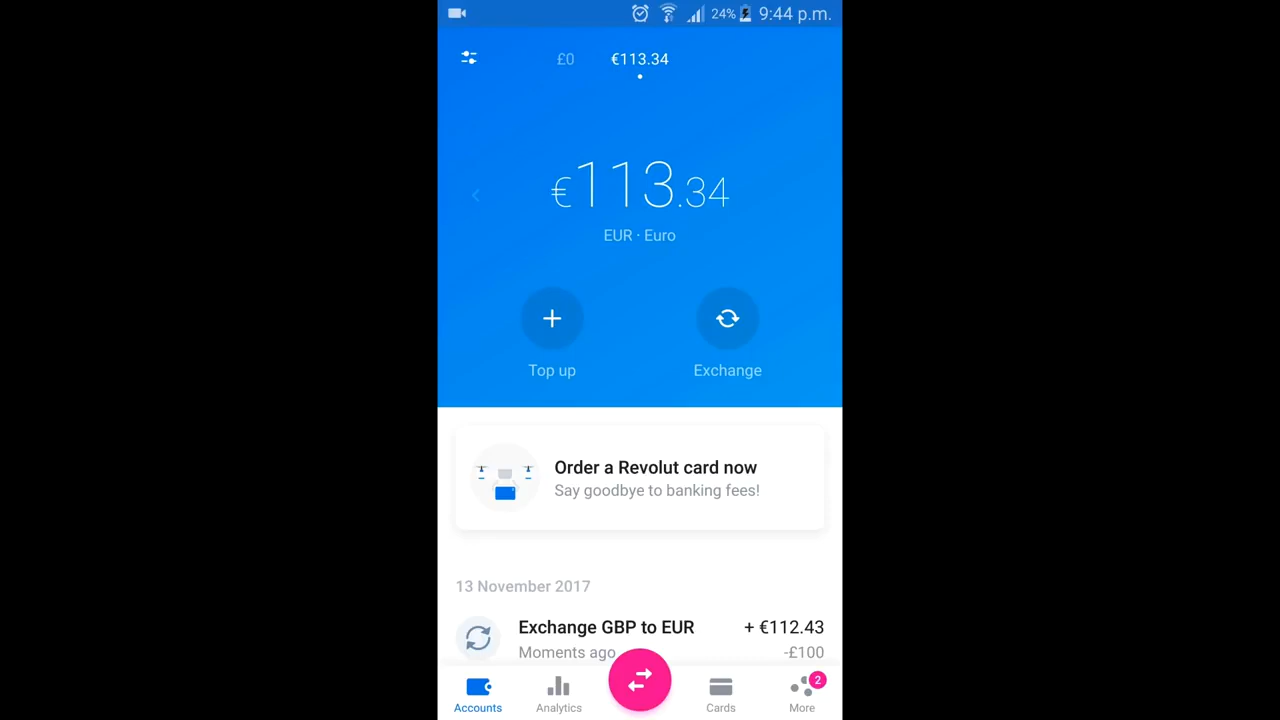 24% 9:44 p.m.
£0 €113.34
€113.34
EUR · Euro
Top up Exchange
Order a Revolut card now
Say goodbye to banking fees!
13 November 2017
Exchange GBP to EUR + €112.43
Moments ago -£100
2
Accounts Analytics Cards More